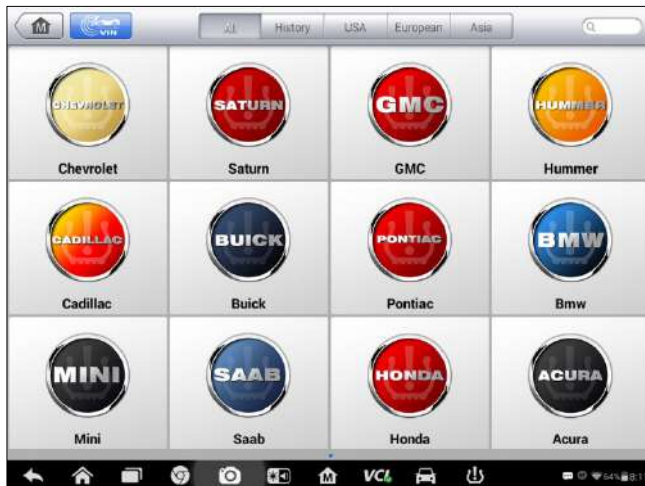 M VIN All History USA European Asia
CHEVROLET SATURN GMC HUMMER
Chevrolet Saturn GMC Hummer
CADILLAC BUICK PONTIAC BMW
Cadillac Buick Pontiac Bmw
MINI SAAB HONDA ACURA
Mini Saab Honda Acura
M VCI 64%